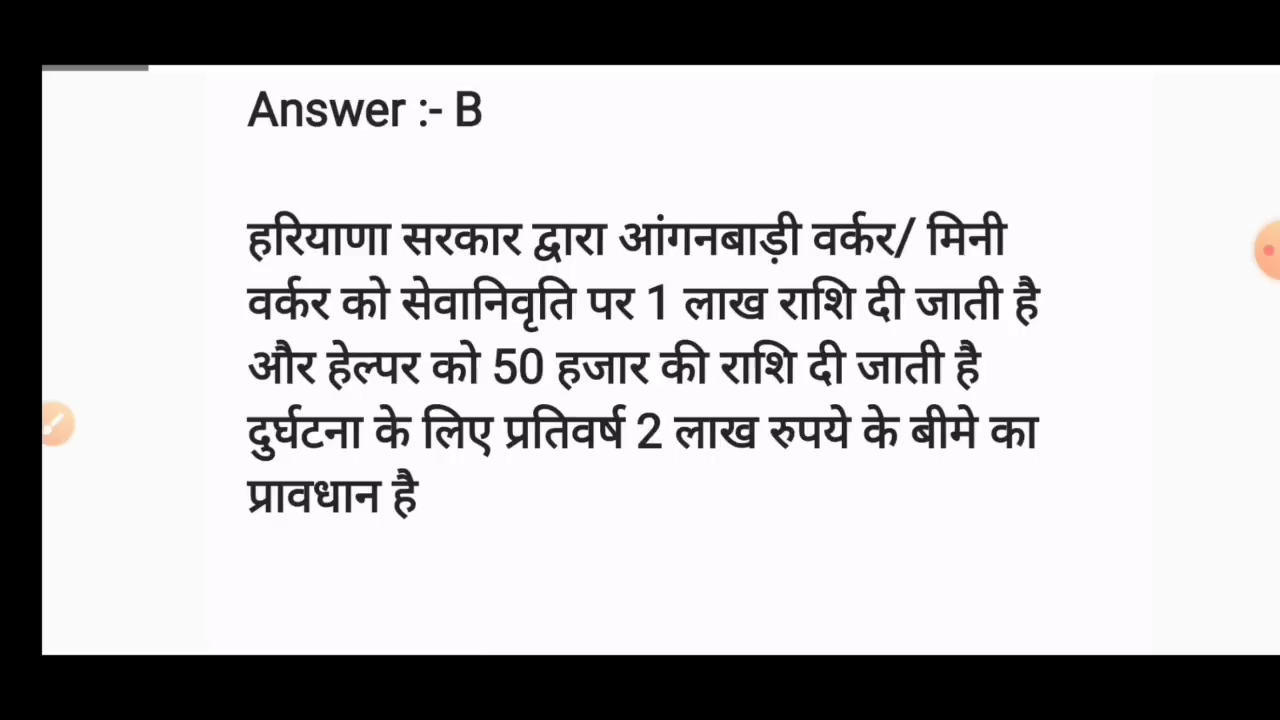 Answer :- B
हरियाणा सरकार द्वारा आंगनबाड़ी वर्कर/ मिनी
वर्कर को सेवानिवृति पर 1 लाख राशि दी जाती है
और हेल्पर को 50 हजार की राशि दी जाती है
दुर्घटना के लिए प्रतिवर्ष 2 लाख रुपये के बीमे का
प्रावधान है